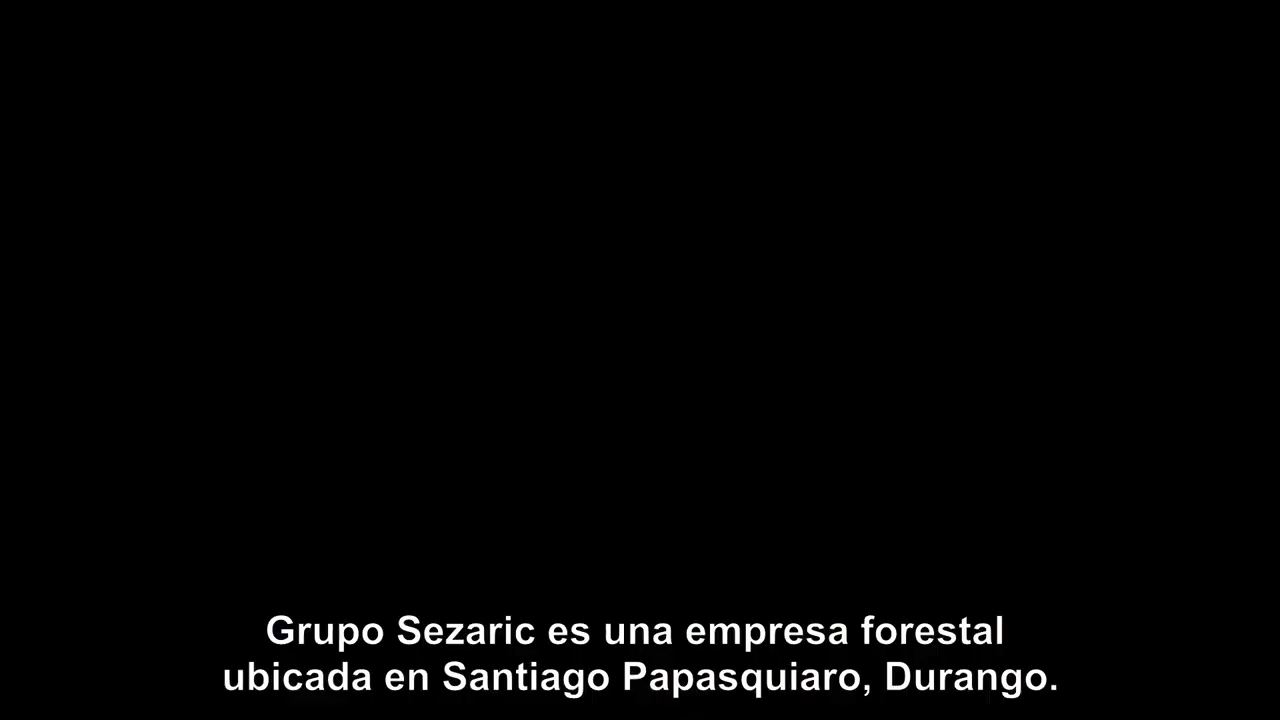 Grupo Sezaric es una empresa forestal
ubicada en Santiago Papasquiaro, Durango.